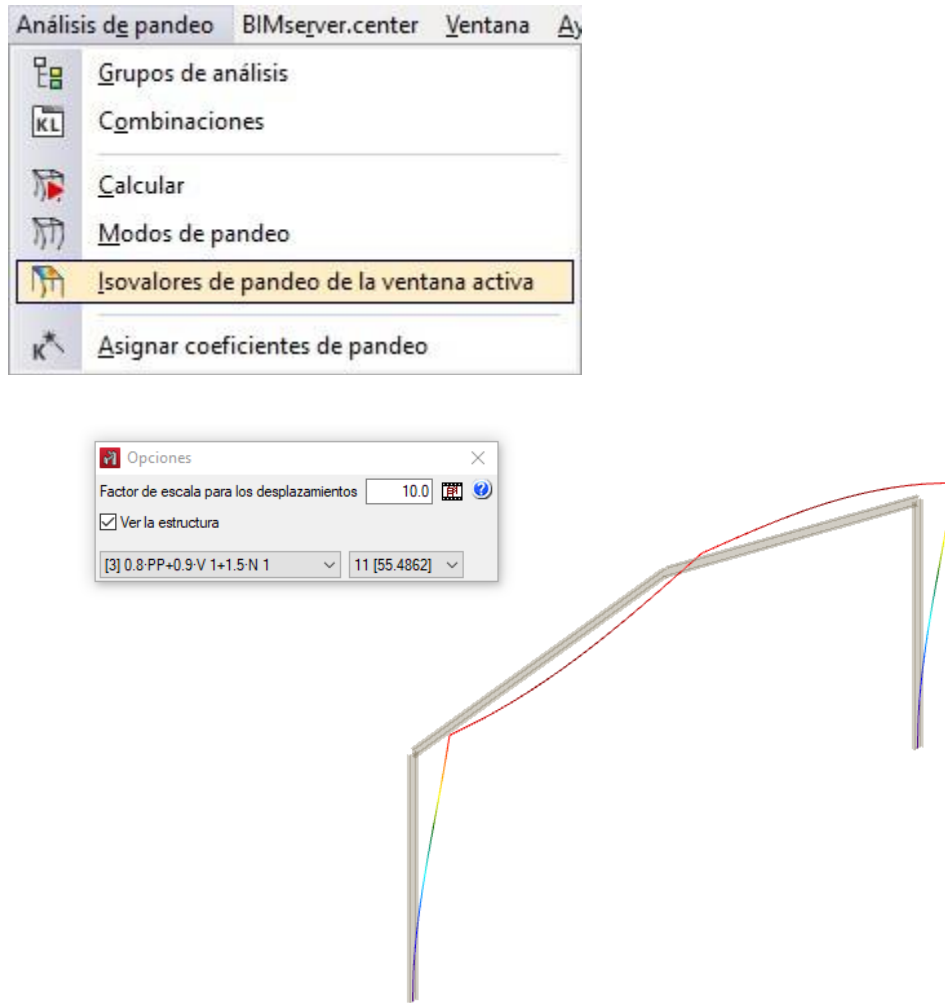 Análisis de pandeo BIMserver.center Ventana Ay
Grupos de análisis
KL Combinaciones
Calcular
Modos de pandeo
Isovalores de pandeo de la ventana activa
K Asignar coeficientes de pandeo
Opciones
Factor de escala para los desplazamientos 10.0
Ver la estructura
[3] 0.8·PP+0.9·V 1+1.5·N 1 11 [55.4862]